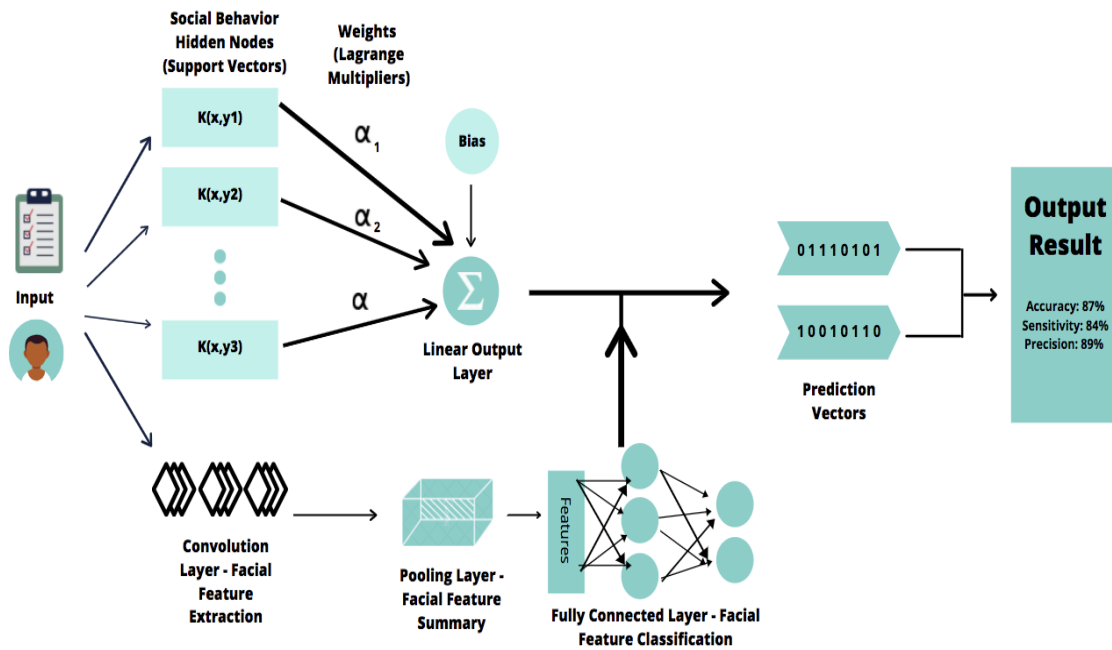 Social Behavior
Hidden Nodes
(Support Vectors)
Weights
(Lagrange
Multipliers)
K(x,y1)
α1
Bias
K(x,y2)
α2
Input
K(x,y3)
α
Σ
Linear Output
Layer
01110101
10010110
Prediction
Vectors
Output
Result
Accuracy: 87%
Sensitivity: 84%
Precision: 89%
Convolution
Layer - Facial
Feature
Extraction
Pooling Layer -
Facial Feature
Summary
Features
Fully Connected Layer - Facial
Feature Classification